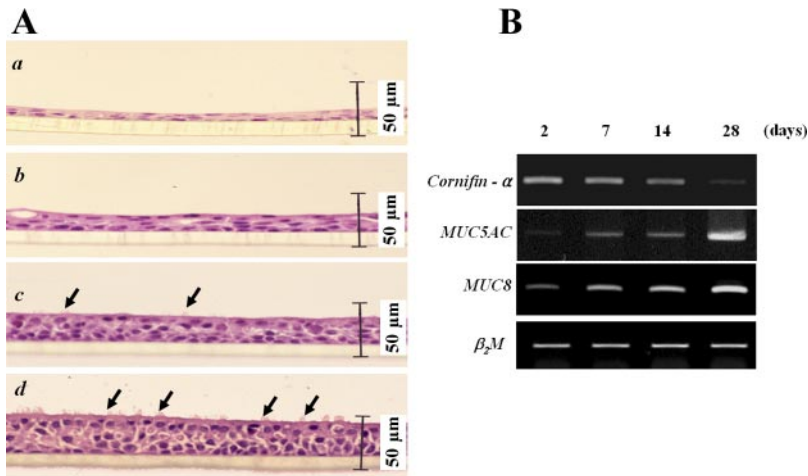 A
B
a
50 µm
b
50 µm
c
50 µm
d
50 µm
2 7 14 28 (days)
Cornifin - α
MUC5AC
MUC8
β₂M